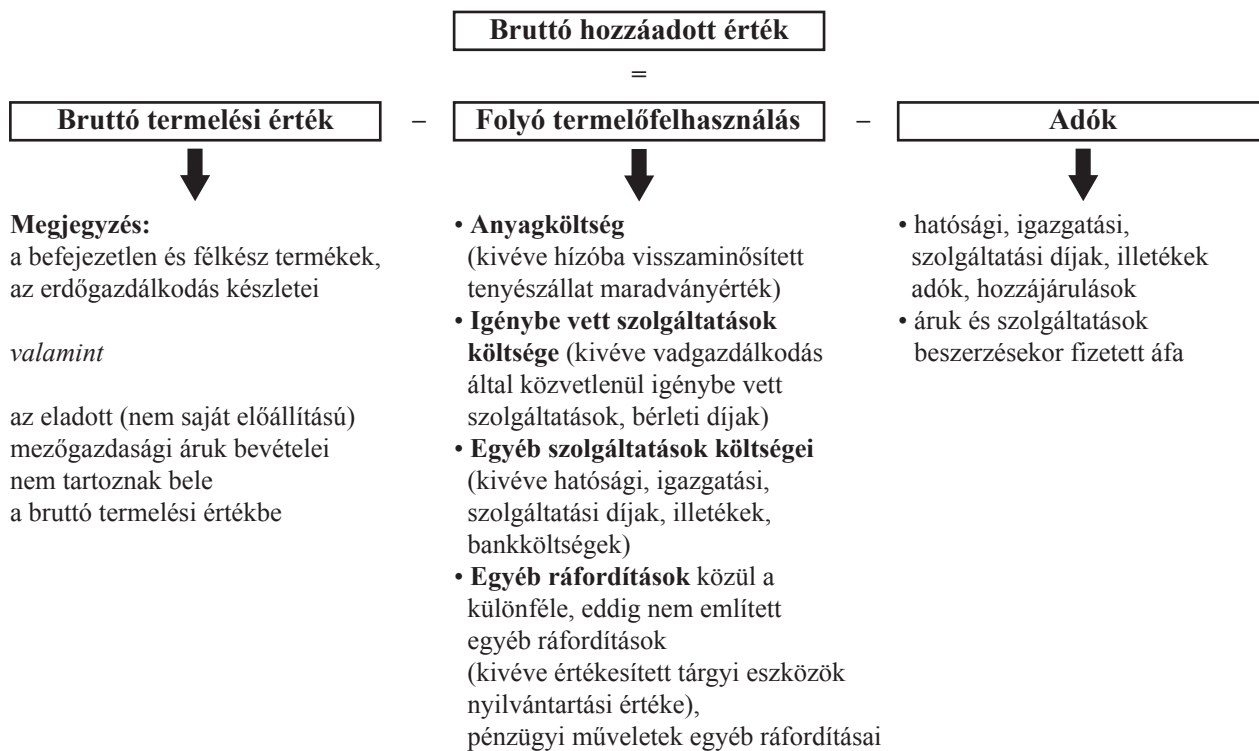 Bruttó hozzáadott érték
=
Bruttó termelési érték – Folyó termelőfelhasználás – Adók
Megjegyzés:
a befejezetlen és félkész termékek,
az erdőgazdálkodás készletei
valamint
az eladott (nem saját előállítású)
mezőgazdasági áruk bevételei
nem tartoznak bele
a bruttó termelési értékbe
• Anyagköltség
(kivéve hízóba visszaminősített
tenyészállat maradványérték)
• Igénybe vett szolgáltatások
költsége (kivéve vadgazdálkodás
által közvetlenül igénybe vett
szolgáltatások, bérleti díjak)
• Egyéb szolgáltatások költségei
(kivéve hatósági, igazgatási,
szolgáltatási díjak, illetékek,
bankköltségek)
• Egyéb ráfordítások közül a
különféle, eddig nem említett
egyéb ráfordítások
(kivéve értékesített tárgyi eszközök
nyilvántartási értéke),
pénzügyi műveletek egyéb ráfordításai
• hatósági, igazgatási,
szolgáltatási díjak, illetékek
adók, hozzájárulások
• áruk és szolgáltatások
beszerzésekor fizetett áfa